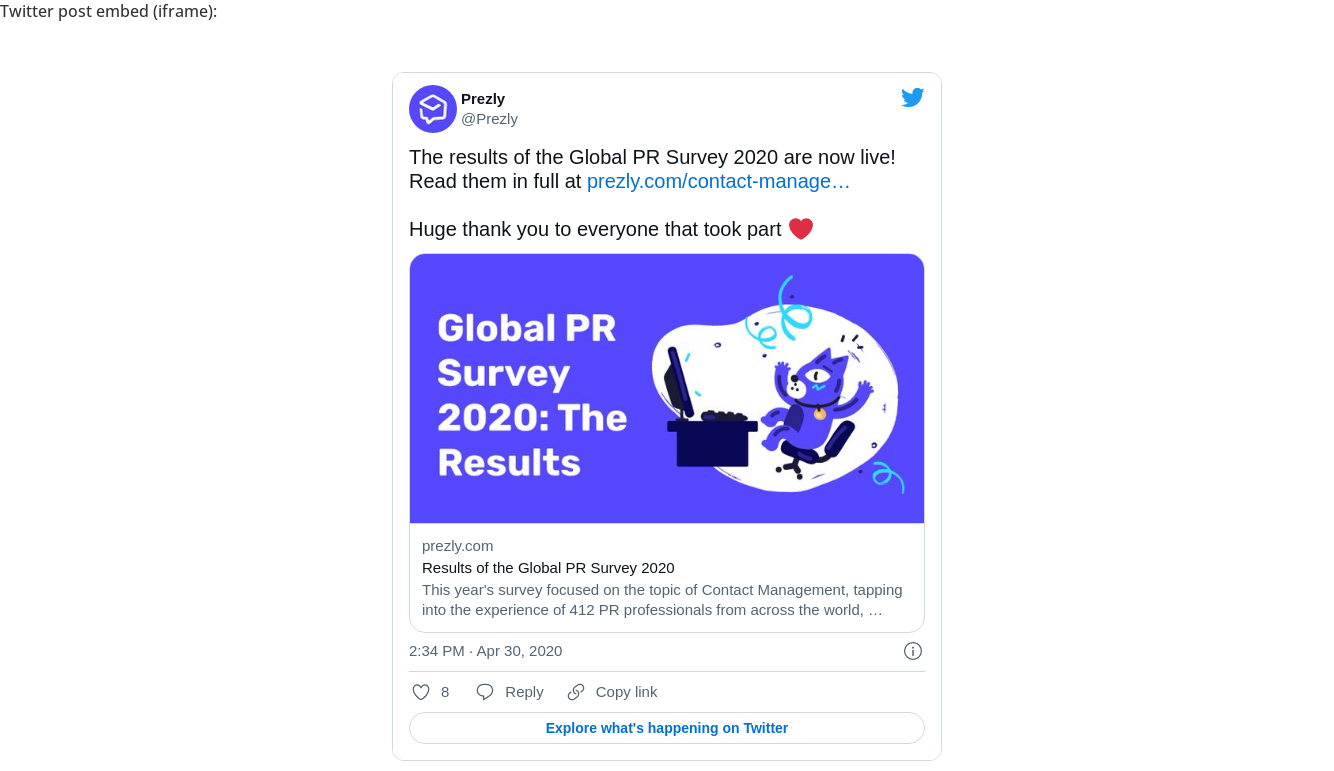 Twitter post embed (iframe):
Prezly
@Prezly
The results of the Global PR Survey 2020 are now live!
Read them in full at prezly.com/contact-manage…
Huge thank you to everyone that took part ❤️
Global PR
Survey
2020: The
Results
prezly.com
Results of the Global PR Survey 2020
This year's survey focused on the topic of Contact Management, tapping
into the experience of 412 PR professionals from across the world, …
2:34 PM · Apr 30, 2020
8 Reply Copy link
Explore what's happening on Twitter